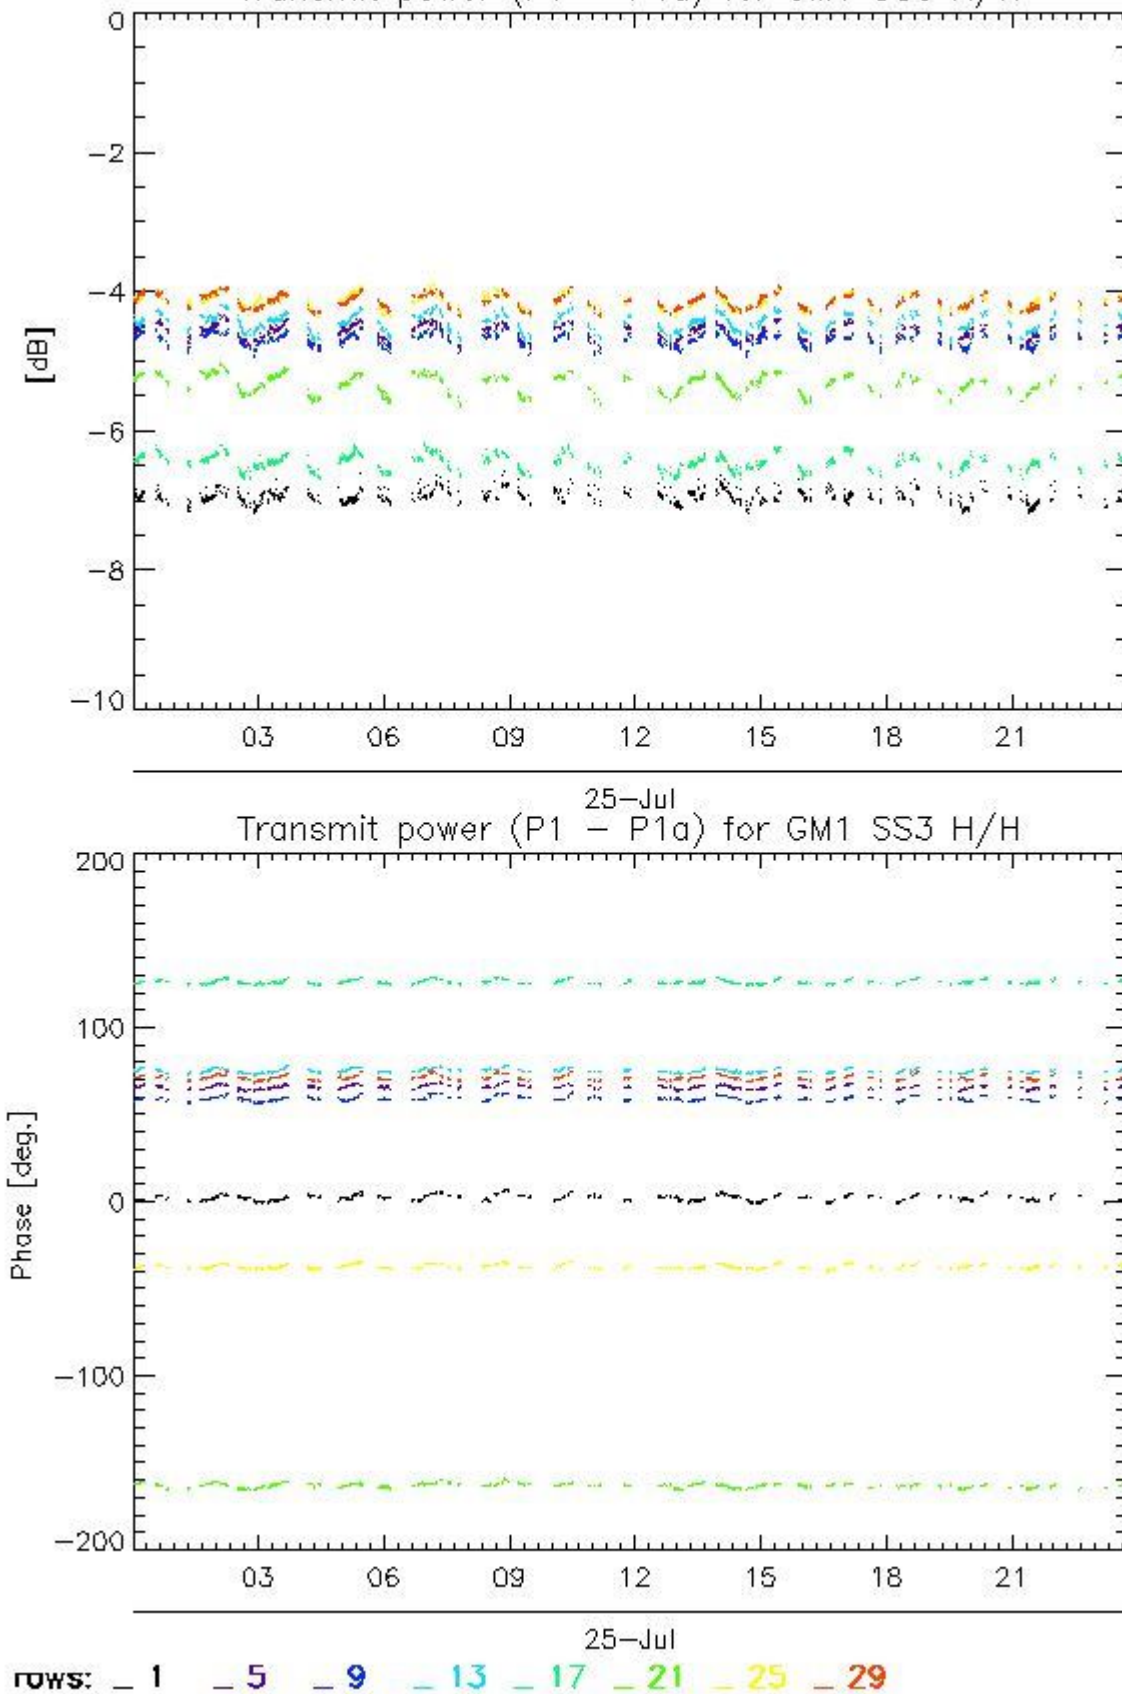 0
−2
−4
−6
−8
−10
[dB]
03 06 09 12 15 18 21
25−Jul
Transmit power (P1 − P1a) for GM1 SS3 H/H
200
100
0
−100
−200
Phase [deg.]
03 06 09 12 15 18 21
25−Jul
rows: _ 1 _ 5 _ 9 _ 13 _ 17 _ 21 _ 25 _ 29